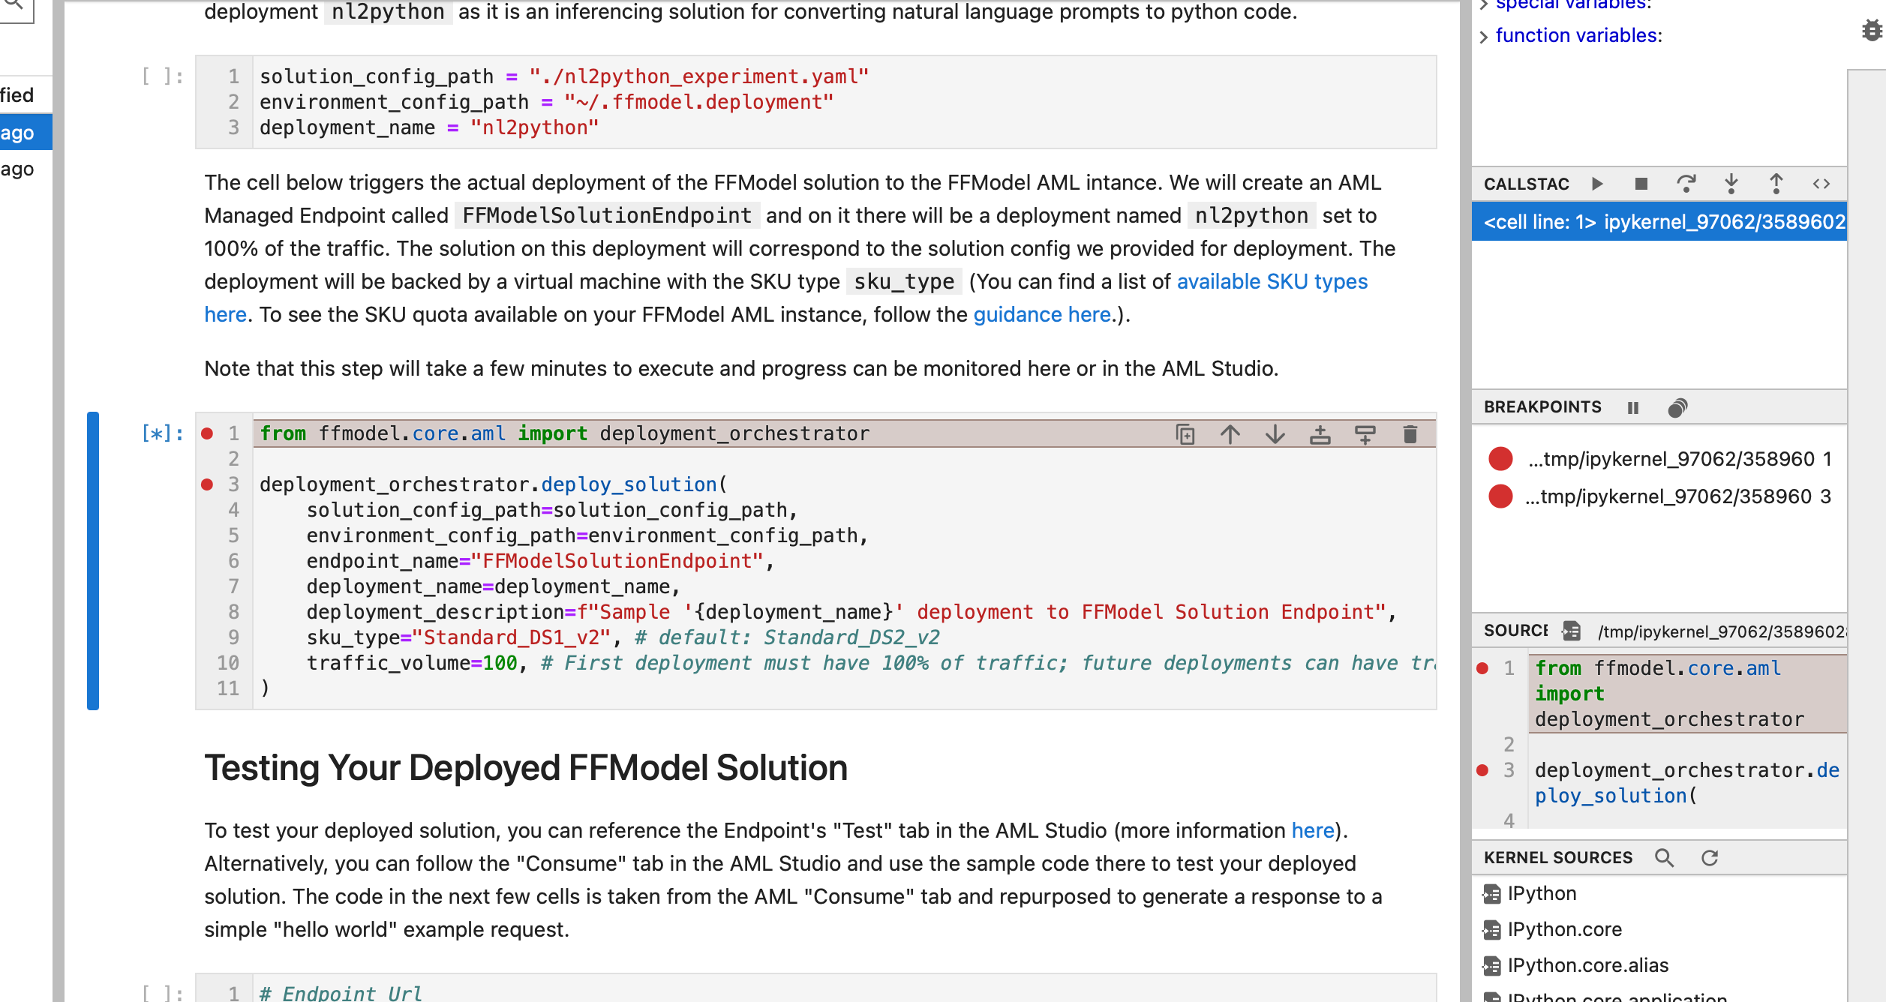 fied
ago
ago
deployment nl2python as it is an inferencing solution for converting natural language prompts to python code.
[ ]:
1 solution_config_path = "./nl2python_experiment.yaml"
2 environment_config_path = "~/.ffmodel.deployment"
3 deployment_name = "nl2python"
The cell below triggers the actual deployment of the FFModel solution to the FFModel AML intance. We will create an AML
Managed Endpoint called FFModelSolutionEndpoint and on it there will be a deployment named nl2python set to
100% of the traffic. The solution on this deployment will correspond to the solution config we provided for deployment. The
deployment will be backed by a virtual machine with the SKU type sku_type (You can find a list of available SKU types
here. To see the SKU quota available on your FFModel AML instance, follow the guidance here.).
Note that this step will take a few minutes to execute and progress can be monitored here or in the AML Studio.
[*]:
1 from ffmodel.core.aml import deployment_orchestrator
2
3 deployment_orchestrator.deploy_solution(
4 solution_config_path=solution_config_path,
5 environment_config_path=environment_config_path,
6 endpoint_name="FFModelSolutionEndpoint",
7 deployment_name=deployment_name,
8 deployment_description=f"Sample '{deployment_name}' deployment to FFModel Solution Endpoint",
9 sku_type="Standard_DS1_v2", # default: Standard_DS2_v2
10 traffic_volume=100, # First deployment must have 100% of traffic; future deployments can have tra
11 )
Testing Your Deployed FFModel Solution
To test your deployed solution, you can reference the Endpoint's "Test" tab in the AML Studio (more information here).
Alternatively, you can follow the "Consume" tab in the AML Studio and use the sample code there to test your deployed
solution. The code in the next few cells is taken from the AML "Consume" tab and repurposed to generate a response to a
simple "hello world" example request.
[ ]:
1 # Endpoint Url
> special variables:
> function variables:
CALLSTAC
<cell line: 1> ipykernel_97062/3589602
BREAKPOINTS
...tmp/ipykernel_97062/358960 1
...tmp/ipykernel_97062/358960 3
SOURCE /tmp/ipykernel_97062/3589602
1 from ffmodel.core.aml
import
deployment_orchestrator
2
3 deployment_orchestrator.de
ploy_solution(
4
KERNEL SOURCES
IPython
IPython.core
IPython.core.alias
IPython.core.application